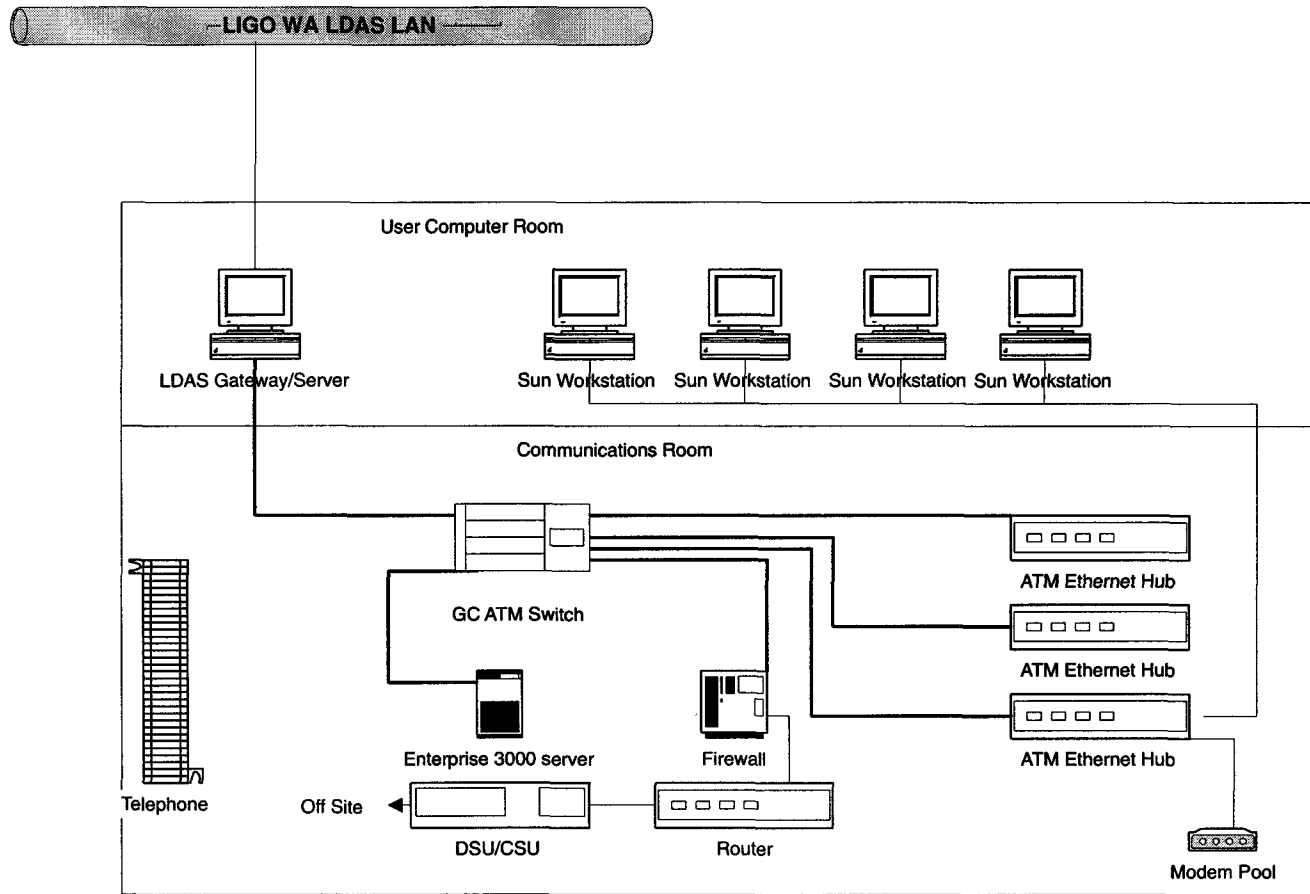 LIGO WA LDAS LAN
User Computer Room
LDAS Gateway/Server
Sun Workstation
Sun Workstation
Sun Workstation
Sun Workstation
Communications Room
ATM Ethernet Hub
GC ATM Switch
ATM Ethernet Hub
Enterprise 3000 server
Firewall
ATM Ethernet Hub
Telephone
Off Site
DSU/CSU
Router
Modem Pool